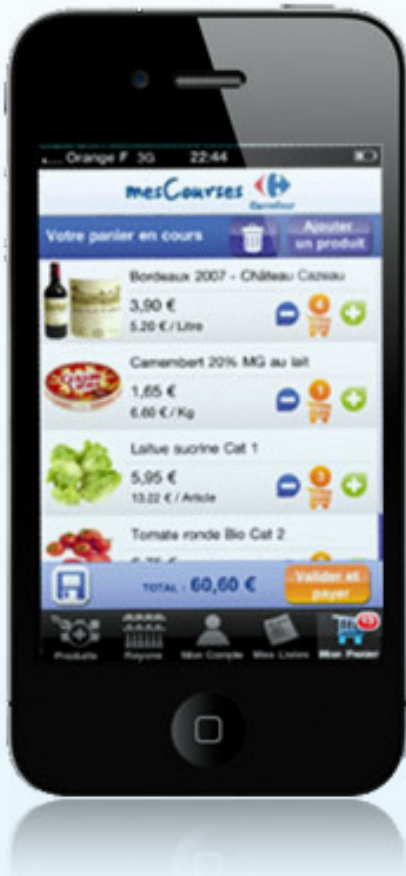 Orange F 3G 22:44
mesCourses
Carrefour
Votre panier en cours
Ajouter
un produit
Bordeaux 2007 - Château Cazeau
3,90 €
5.20 € / Litre
4
Camembert 20% MG au lait
1,65 €
6.60 € / Kg
1
Laitue sucrine Cat 1
5,95 €
13.22 € / Article
Tomate ronde Bio Cat 2
TOTAL : 60,60 €
Valider et
payer
Produits Rayons Mon Compte Mes Listes Mon Panier